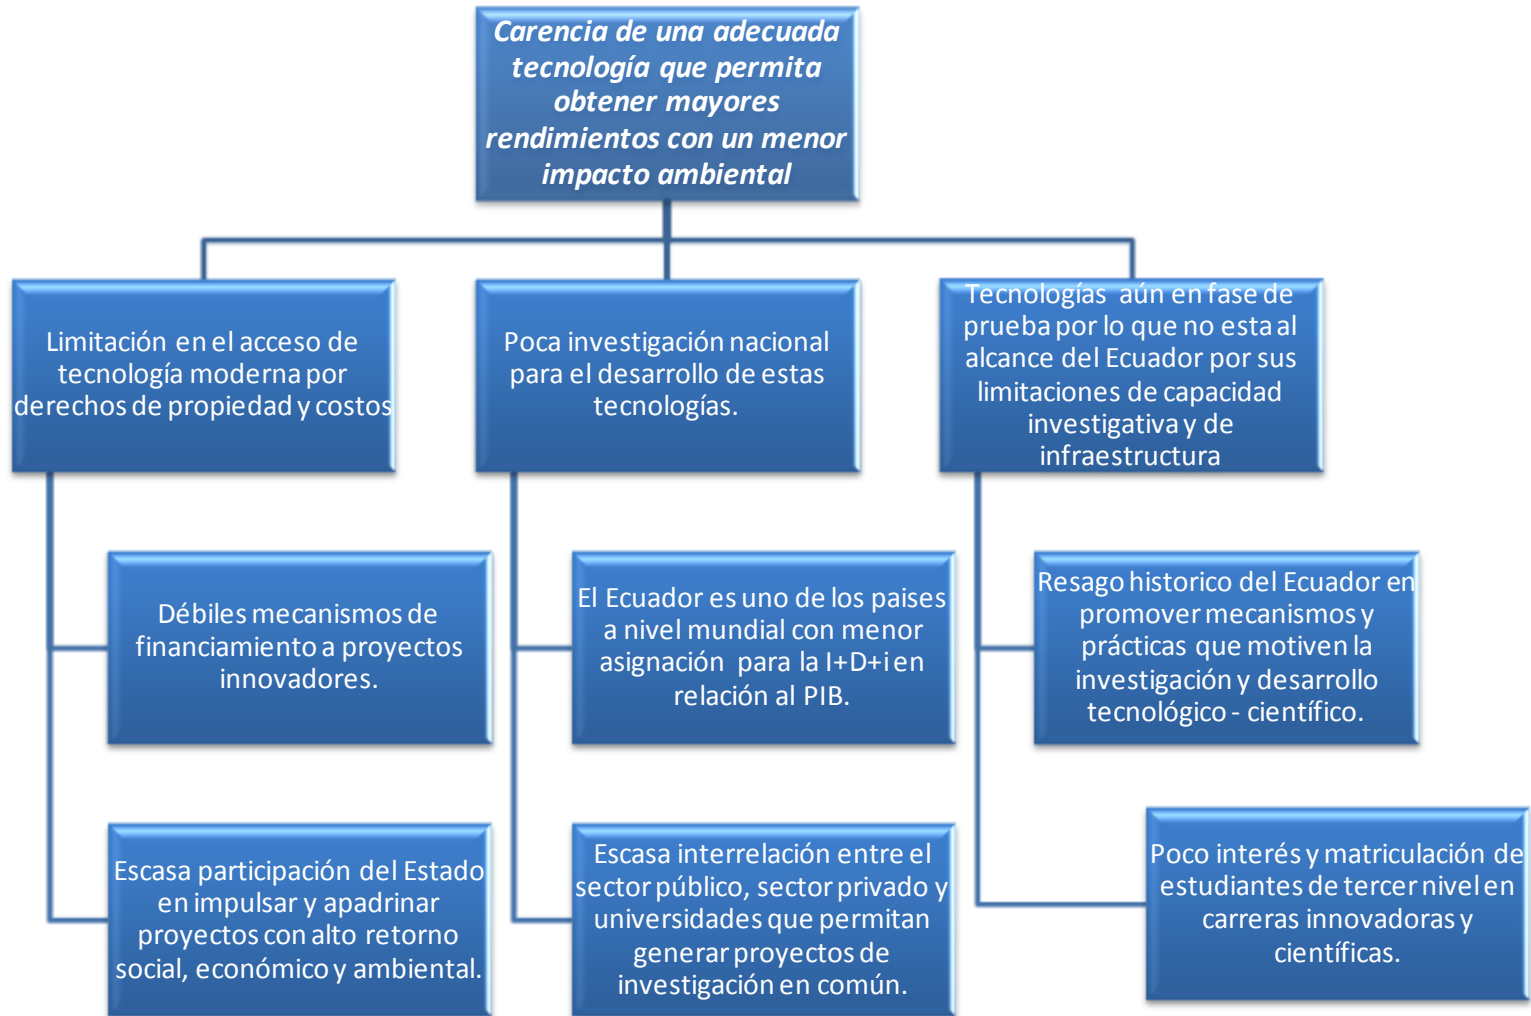 Carencia de una adecuada
tecnología que permita
obtener mayores
rendimientos con un menor
impacto ambiental
Limitación en el acceso de
tecnología moderna por
derechos de propiedad y costos
Poca investigación nacional
para el desarrollo de estas
tecnologías.
Tecnologías aún en fase de
prueba por lo que no esta al
alcance del Ecuador por sus
limitaciones de capacidad
investigativa y de
infraestructura
Débiles mecanismos de
financiamiento a proyectos
innovadores.
El Ecuador es uno de los paises
a nivel mundial con menor
asignación para la I+D+i en
relación al PIB.
Resago historico del Ecuador en
promover mecanismos y
prácticas que motiven la
investigación y desarrollo
tecnológico - científico.
Escasa participación del Estado
en impulsar y apadrinar
proyectos con alto retorno
social, económico y ambiental.
Escasa interrelación entre el
sector público, sector privado y
universidades que permitan
generar proyectos de
investigación en común.
Poco interés y matriculación de
estudiantes de tercer nivel en
carreras innovadoras y
científicas.